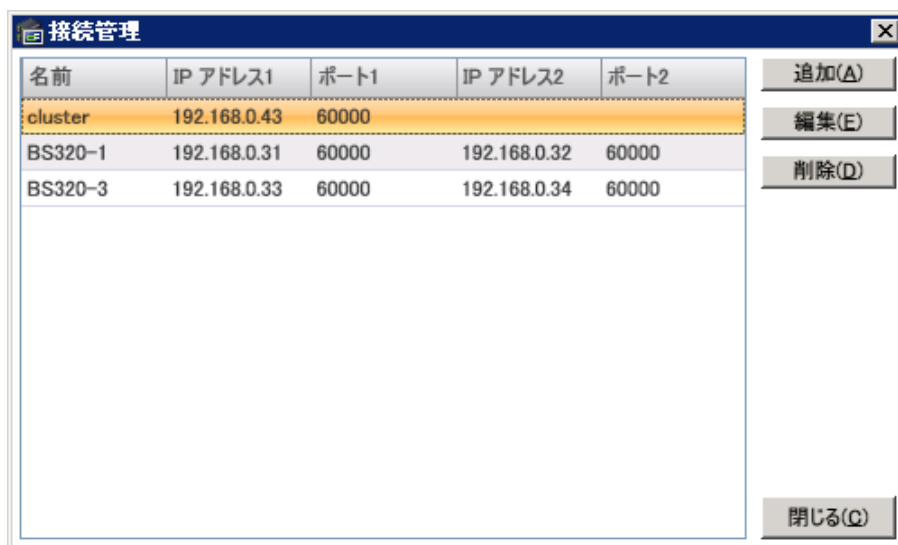 接続管理
名前 IP アドレス1 ポート1 IP アドレス2 ポート2
cluster 192.168.0.43 60000
BS320-1 192.168.0.31 60000 192.168.0.32 60000
BS320-3 192.168.0.33 60000 192.168.0.34 60000
追加(A)
編集(E)
削除(D)
閉じる(C)